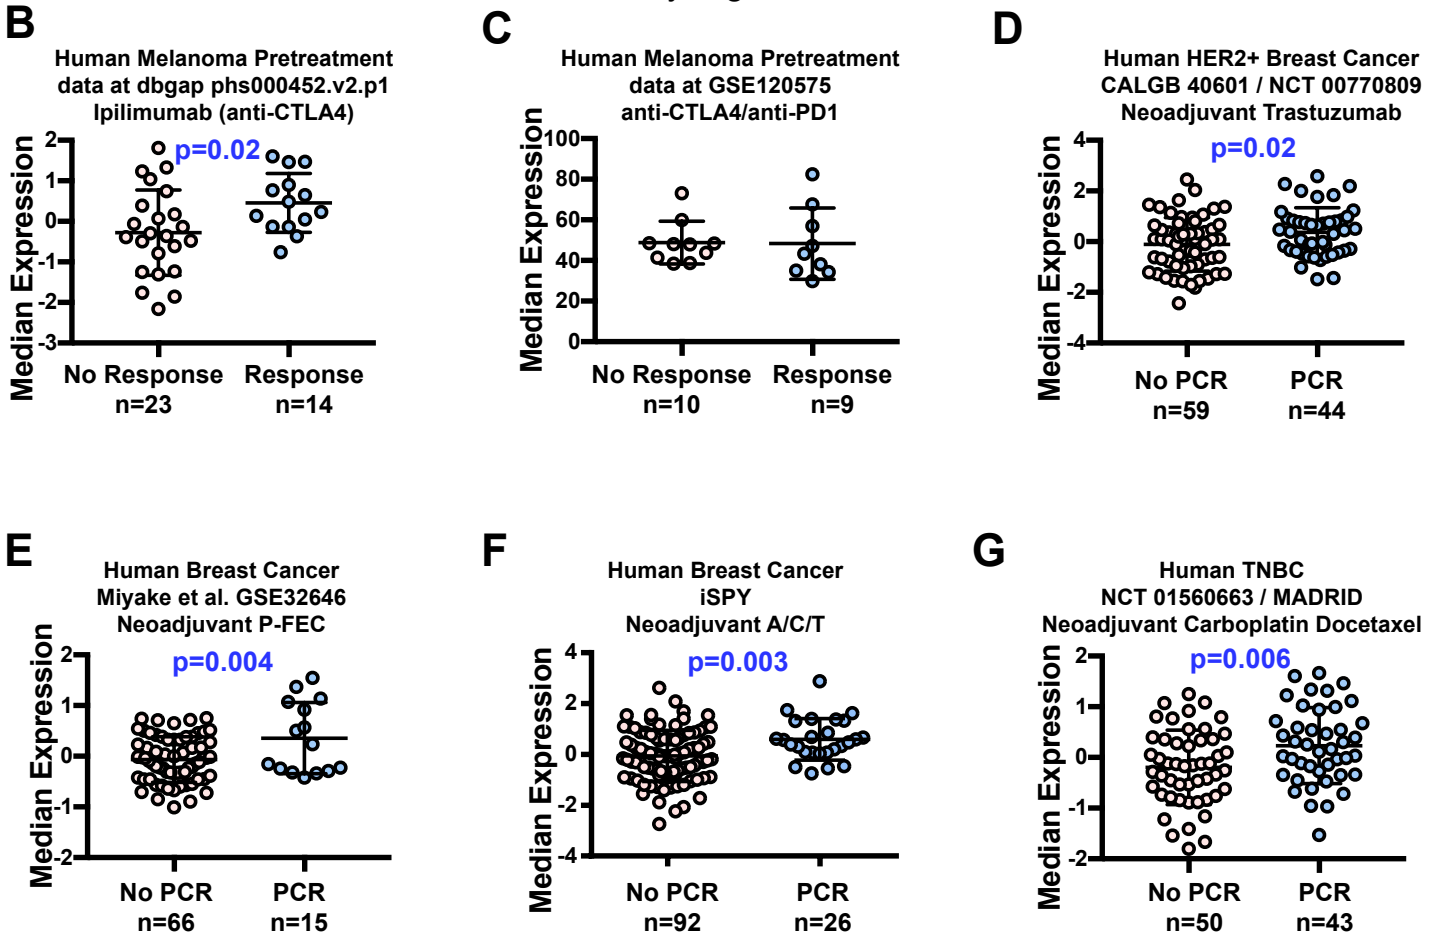 B
Human Melanoma Pretreatment
data at dbgap phs000452.v2.p1
Ipilimumab (anti-CTLA4)
p=0.02
Median Expression
2
1
0
-1
-2
-3
No Response
n=23
Response
n=14
C
Human Melanoma Pretreatment
data at GSE120575
anti-CTLA4/anti-PD1
Median Expression
100
80
60
40
20
0
No Response
n=10
Response
n=9
D
Human HER2+ Breast Cancer
CALGB 40601 / NCT 00770809
Neoadjuvant Trastuzumab
p=0.02
Median Expression
4
2
0
-2
-4
No PCR
n=59
PCR
n=44
E
Human Breast Cancer
Miyake et al. GSE32646
Neoadjuvant P-FEC
p=0.004
Median Expression
2
1
0
-1
-2
No PCR
n=66
PCR
n=15
F
Human Breast Cancer
iSPY
Neoadjuvant A/C/T
p=0.003
Median Expression
4
2
0
-2
-4
No PCR
n=92
PCR
n=26
G
Human TNBC
NCT 01560663 / MADRID
Neoadjuvant Carboplatin Docetaxel
p=0.006
Median Expression
2
1
0
-1
-2
No PCR
n=50
PCR
n=43